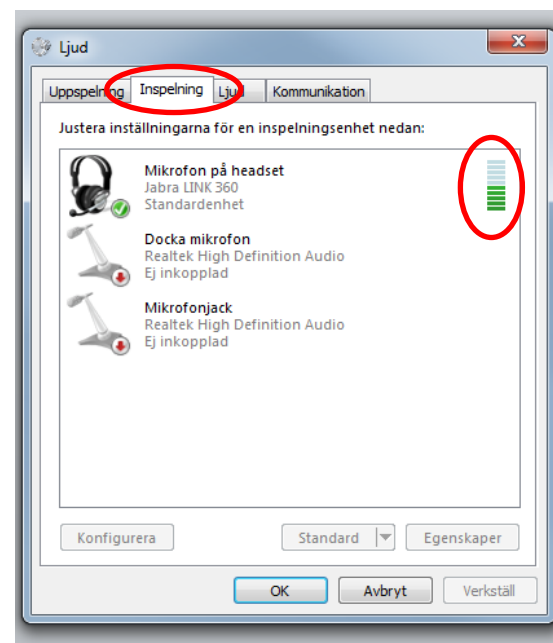 Ljud
Uppspelning Inspelning Ljud Kommunikation
Justera inställningarna för en inspelningsenhet nedan:
Mikrofon på headset
Jabra LINK 360
Standardenhet
Docka mikrofon
Realtek High Definition Audio
Ej inkopplad
Mikrofonjack
Realtek High Definition Audio
Ej inkopplad
Konfigurera Standard Egenskaper
OK Avbryt Verkställ